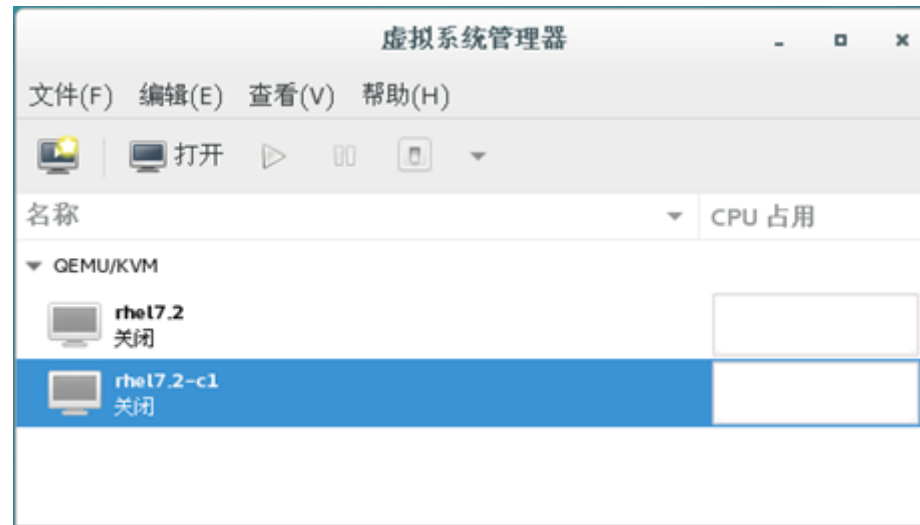 虚拟系统管理器
文件(F) 编辑(E) 查看(V) 帮助(H)
打开
名称 CPU 占用
QEMU/KVM
rhel7.2
关闭
rhel7.2-c1
关闭